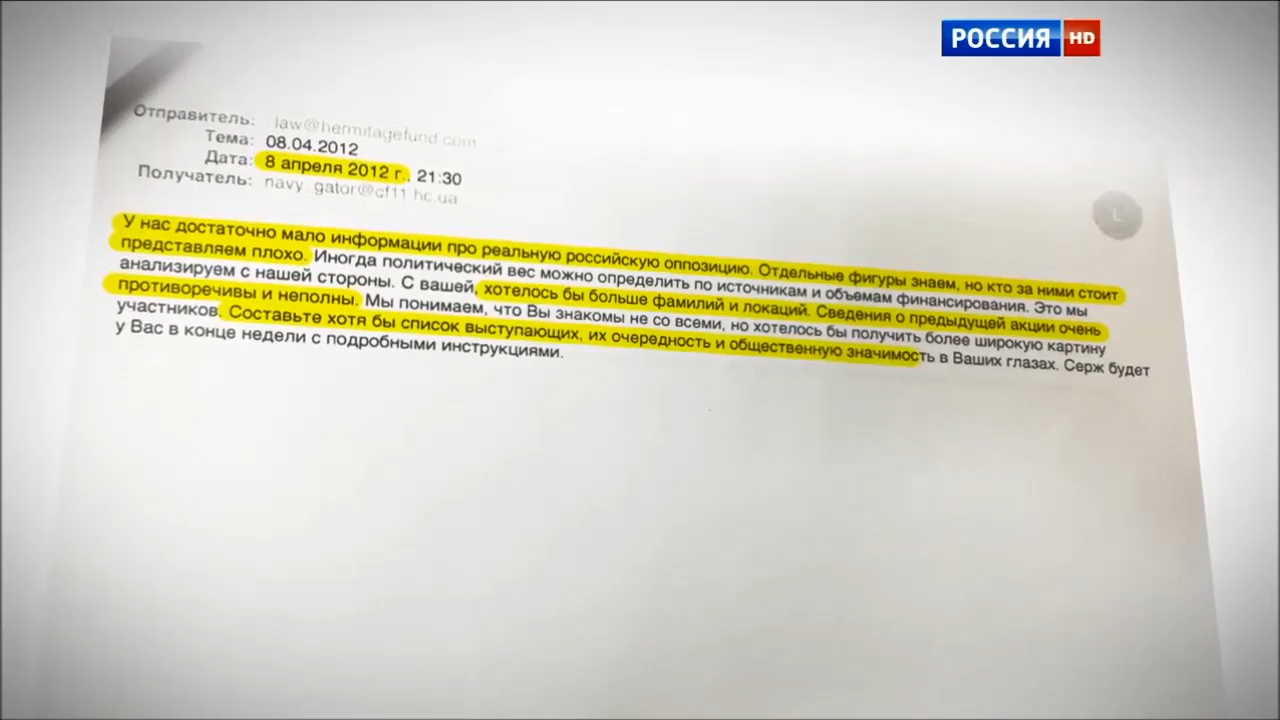 РОССИЯ HD
Отправитель: law@hermitagefund.com
Тема: 08.04.2012
Дата: 8 апреля 2012 г., 21:30
Получатель: navy_gator@cf11.hc.ua
L
У нас достаточно мало информации про реальную российскую оппозицию. Отдельные фигуры знаем, но кто за ними стоит
представляем плохо. Иногда политический вес можно определить по источникам и объемам финансирования. Это мы
анализируем с нашей стороны. С вашей, хотелось бы больше фамилий и локаций. Сведения о предыдущей акции очень
противоречивы и неполны. Мы понимаем, что Вы знакомы не со всеми, но хотелось бы получить более широкую картину
участников. Составьте хотя бы список выступающих, их очередность и общественную значимость в Ваших глазах. Серж будет
у Вас в конце недели с подробными инструкциями.